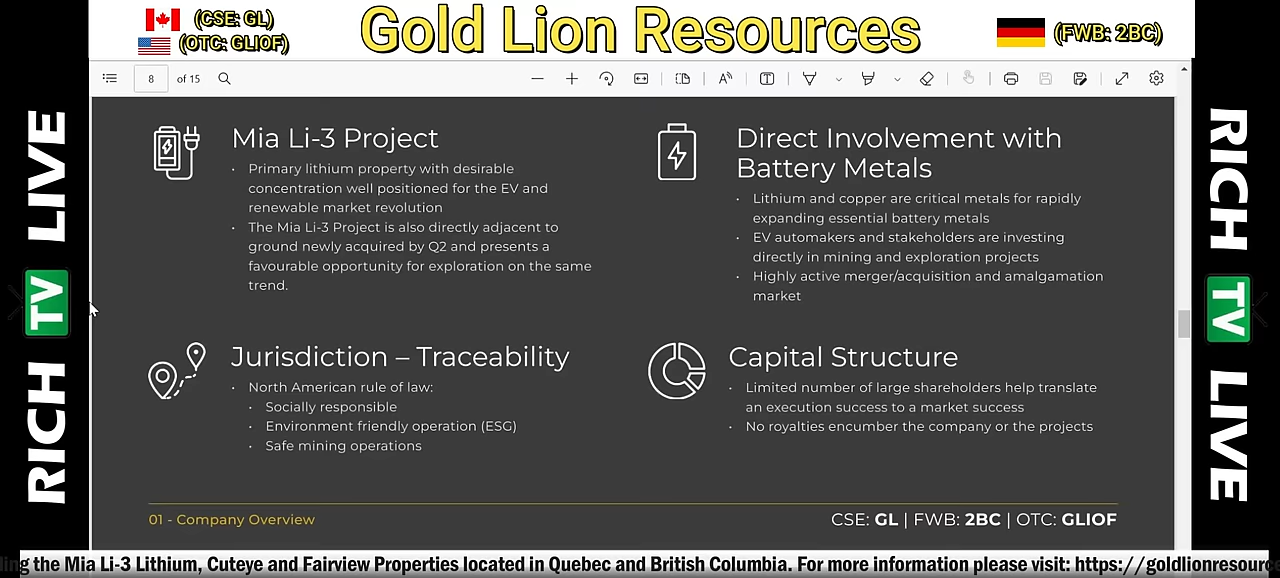 (CSE: GL)
(OTC: GLIOF)
Gold Lion Resources
(FWB: 2BC)
8 of 15
RICH TV LIVE
RICH TV LIVE
Mia Li-3 Project
• Primary lithium property with desirable
concentration well positioned for the EV and
renewable market revolution
• The Mia Li-3 Project is also directly adjacent to
ground newly acquired by Q2 and presents a
favourable opportunity for exploration on the same
trend.
Direct Involvement with
Battery Metals
• Lithium and copper are critical metals for rapidly
expanding essential battery metals
• EV automakers and stakeholders are investing
directly in mining and exploration projects
• Highly active merger/acquisition and amalgamation
market
Jurisdiction – Traceability
• North American rule of law:
• Socially responsible
• Environment friendly operation (ESG)
• Safe mining operations
Capital Structure
• Limited number of large shareholders help translate
an execution success to a market success
• No royalties encumber the company or the projects
01 - Company Overview
CSE: GL | FWB: 2BC | OTC: GLIOF
the Mia Li-3 Lithium, Cuteye and Fairview Properties located in Quebec and British Columbia. For more information please visit: https://goldlionresourc